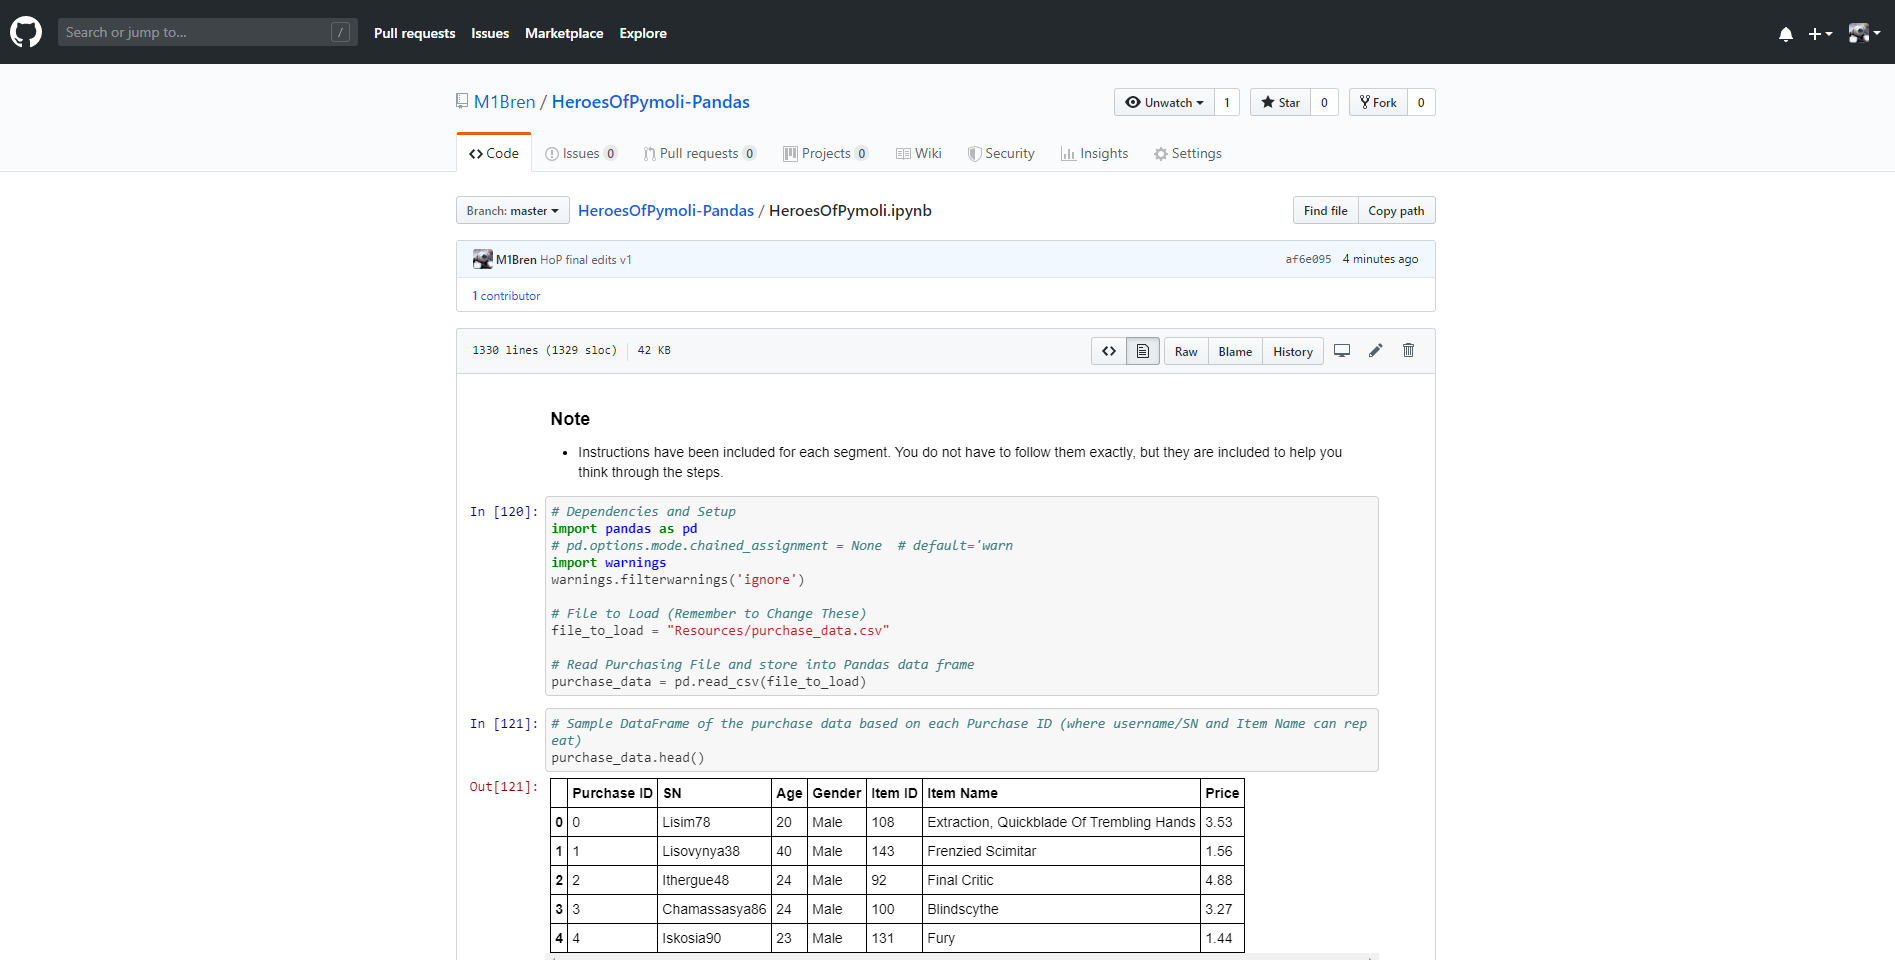 Search or jump to... / Pull requests Issues Marketplace Explore
M1Bren / HeroesOfPymoli-Pandas Unwatch 1 Star 0 Fork 0
Code Issues 0 Pull requests 0 Projects 0 Wiki Security Insights Settings
Branch: master HeroesOfPymoli-Pandas / HeroesOfPymoli.ipynb Find file Copy path
M1Bren HoP final edits v1 af6e095 4 minutes ago
1 contributor
1330 lines (1329 sloc) 42 KB <> Raw Blame History
Note
• Instructions have been included for each segment. You do not have to follow them exactly, but they are included to help you
think through the steps.
In [120]: # Dependencies and Setup
import pandas as pd
# pd.options.mode.chained_assignment = None  # default='warn
import warnings
warnings.filterwarnings('ignore')
# File to Load (Remember to Change These)
file_to_load = "Resources/purchase_data.csv"
# Read Purchasing File and store into Pandas data frame
purchase_data = pd.read_csv(file_to_load)
In [121]: # Sample DataFrame of the purchase data based on each Purchase ID (where username/SN and Item Name can rep
eat)
purchase_data.head()
Out[121]:
Purchase ID SN Age Gender Item ID Item Name Price
0 0 Lisim78 20 Male 108 Extraction, Quickblade Of Trembling Hands 3.53
1 1 Lisovynya38 40 Male 143 Frenzied Scimitar 1.56
2 2 Ithergue48 24 Male 92 Final Critic 4.88
3 3 Chamassasya86 24 Male 100 Blindscythe 3.27
4 4 Iskosia90 23 Male 131 Fury 1.44